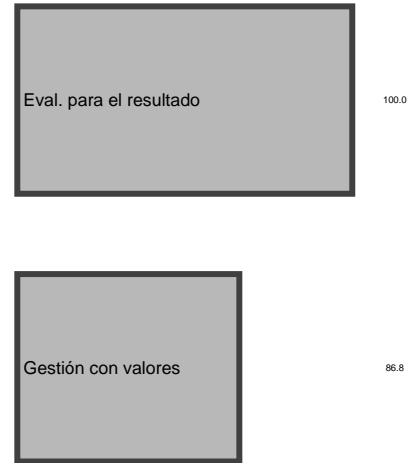 Eval. para el resultado 100.0
Gestión con valores 86.8